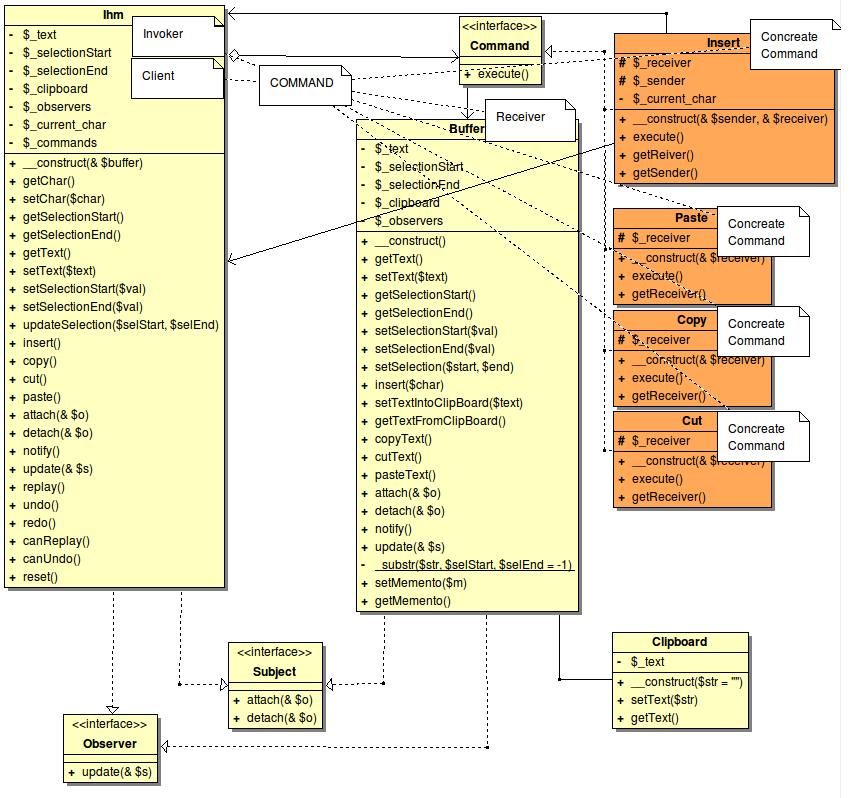 Ihm
- $_text
- $_selectionStart
- $_selectionEnd
- $_clipboard
- $_observers
- $_current_char
- $_commands
+ __construct(& $buffer)
+ getChar()
+ setChar($char)
+ getSelectionStart()
+ getSelectionEnd()
+ getText()
+ setText($text)
+ setSelectionStart($val)
+ setSelectionEnd($val)
+ updateSelection($selStart, $selEnd)
+ insert()
+ copy()
+ cut()
+ paste()
+ attach(& $o)
+ detach(& $o)
+ notify()
+ update(& $s)
+ replay()
+ undo()
+ redo()
+ canReplay()
+ canUndo()
+ reset()
Invoker
Client
COMMAND
<<interface>>
Command
+ execute()
Receiver
Buffer
- $_text
- $_selectionStart
- $_selectionEnd
- $_clipboard
- $_observers
+ __construct()
+ getText()
+ setText($text)
+ getSelectionStart()
+ getSelectionEnd()
+ setSelectionStart($val)
+ setSelectionEnd($val)
+ setSelection($start, $end)
+ insert($char)
+ setTextIntoClipBoard($text)
+ getTextFromClipBoard()
+ copyText()
+ cutText()
+ pasteText()
+ attach(& $o)
+ detach(& $o)
+ notify()
+ update(& $s)
- _substr($str, $selStart, $selEnd = -1)
+ setMemento($m)
+ getMemento()
Insert
# $_receiver
# $_sender
- $_current_char
+ __construct(& $sender, & $receiver)
+ execute()
+ getReiver()
+ getSender()
Concreate
Command
Paste
# $_receiver
+ __construct(& $receiver)
+ execute()
+ getReceiver()
Concreate
Command
Copy
# $_receiver
+ __construct(& $receiver)
+ execute()
+ getReceiver()
Concreate
Command
Cut
# $_receiver
+ __construct(& $receiver)
+ execute()
+ getReceiver()
Concreate
Command
<<interface>>
Subject
+ attach(& $o)
+ detach(& $o)
<<interface>>
Observer
+ update(& $s)
Clipboard
- $_text
+ __construct($str = "")
+ setText($str)
+ getText()